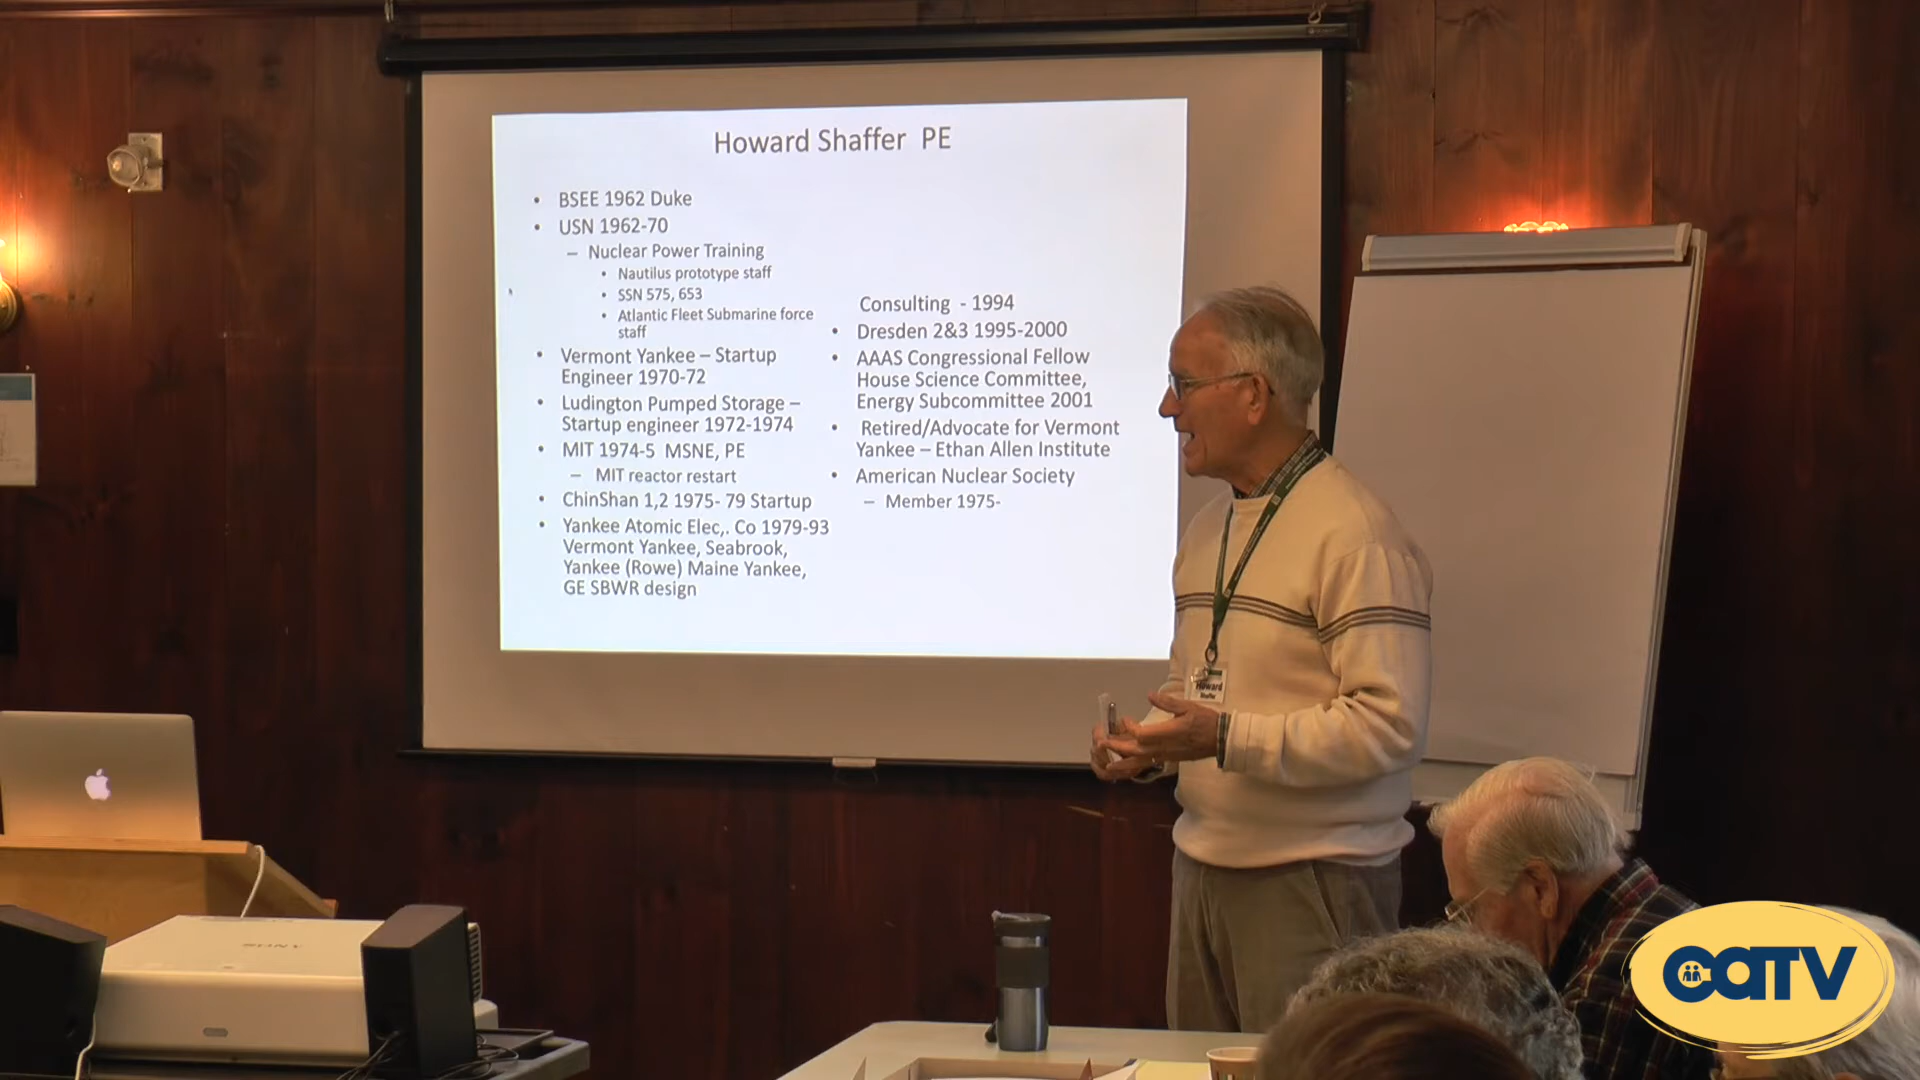 Howard Shaffer PE
• BSEE 1962 Duke
• USN 1962-70
– Nuclear Power Training
• Nautilus prototype staff
• SSN 575, 653
• Atlantic Fleet Submarine force
staff
• Vermont Yankee – Startup
Engineer 1970-72
• Ludington Pumped Storage –
Startup engineer 1972-1974
• MIT 1974-5 MSNE, PE
– MIT reactor restart
• ChinShan 1,2 1975- 79 Startup
• Yankee Atomic Elec,. Co 1979-93
Vermont Yankee, Seabrook,
Yankee (Rowe) Maine Yankee,
GE SBWR design
Consulting - 1994
• Dresden 2&3 1995-2000
• AAAS Congressional Fellow
House Science Committee,
Energy Subcommittee 2001
• Retired/Advocate for Vermont
Yankee – Ethan Allen Institute
• American Nuclear Society
– Member 1975-
Howard
Shaffer
SONY
CATV